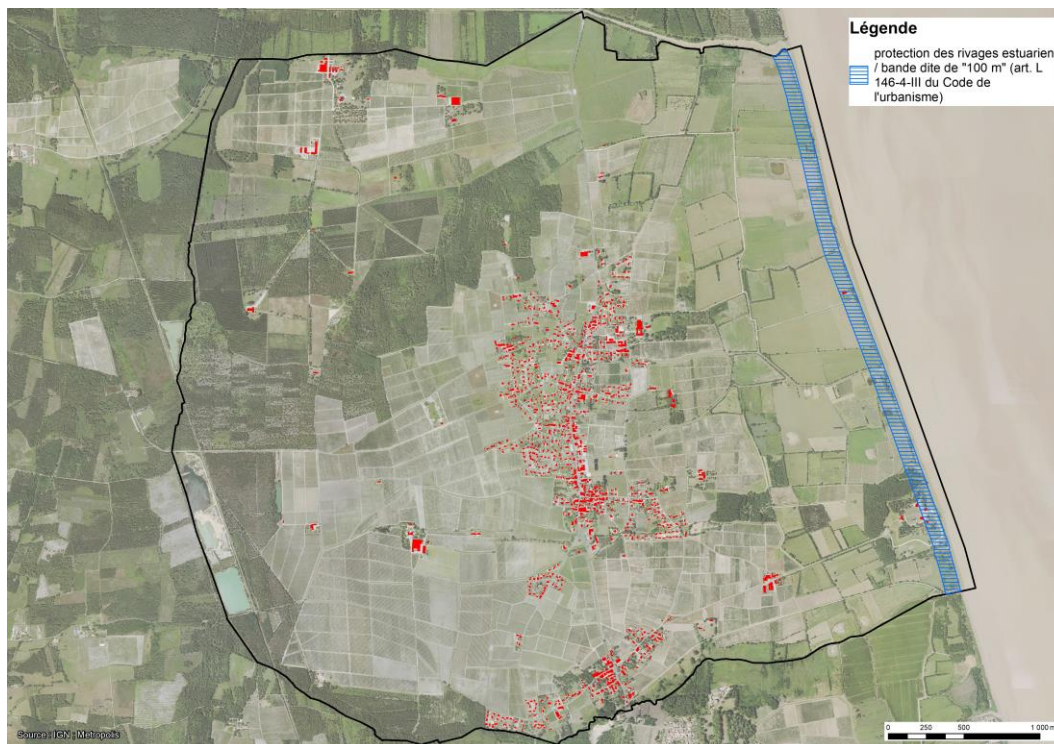 Légende
protection des rivages estuarien
/ bande dite de "100 m" (art. L
146-4-III du Code de
l'urbanisme)
Source : IGN ; Metropolis
0 250 500 1 000 m